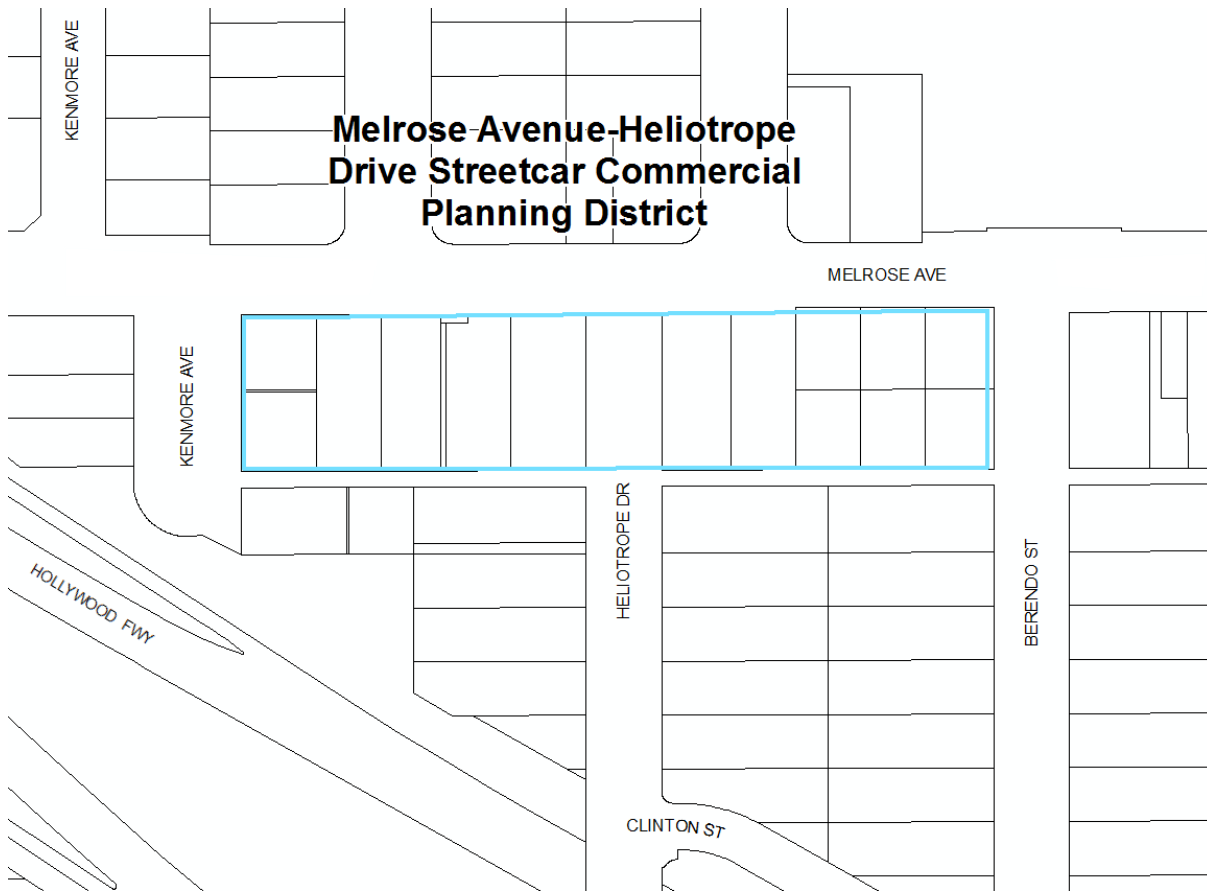 KENMORE AVE
Melrose Avenue-Heliotrope
Drive Streetcar Commercial
Planning District
MELROSE AVE
KENMORE AVE
HELIOTROPE DR
BERENDO ST
HOLLYWOOD FWY
CLINTON ST